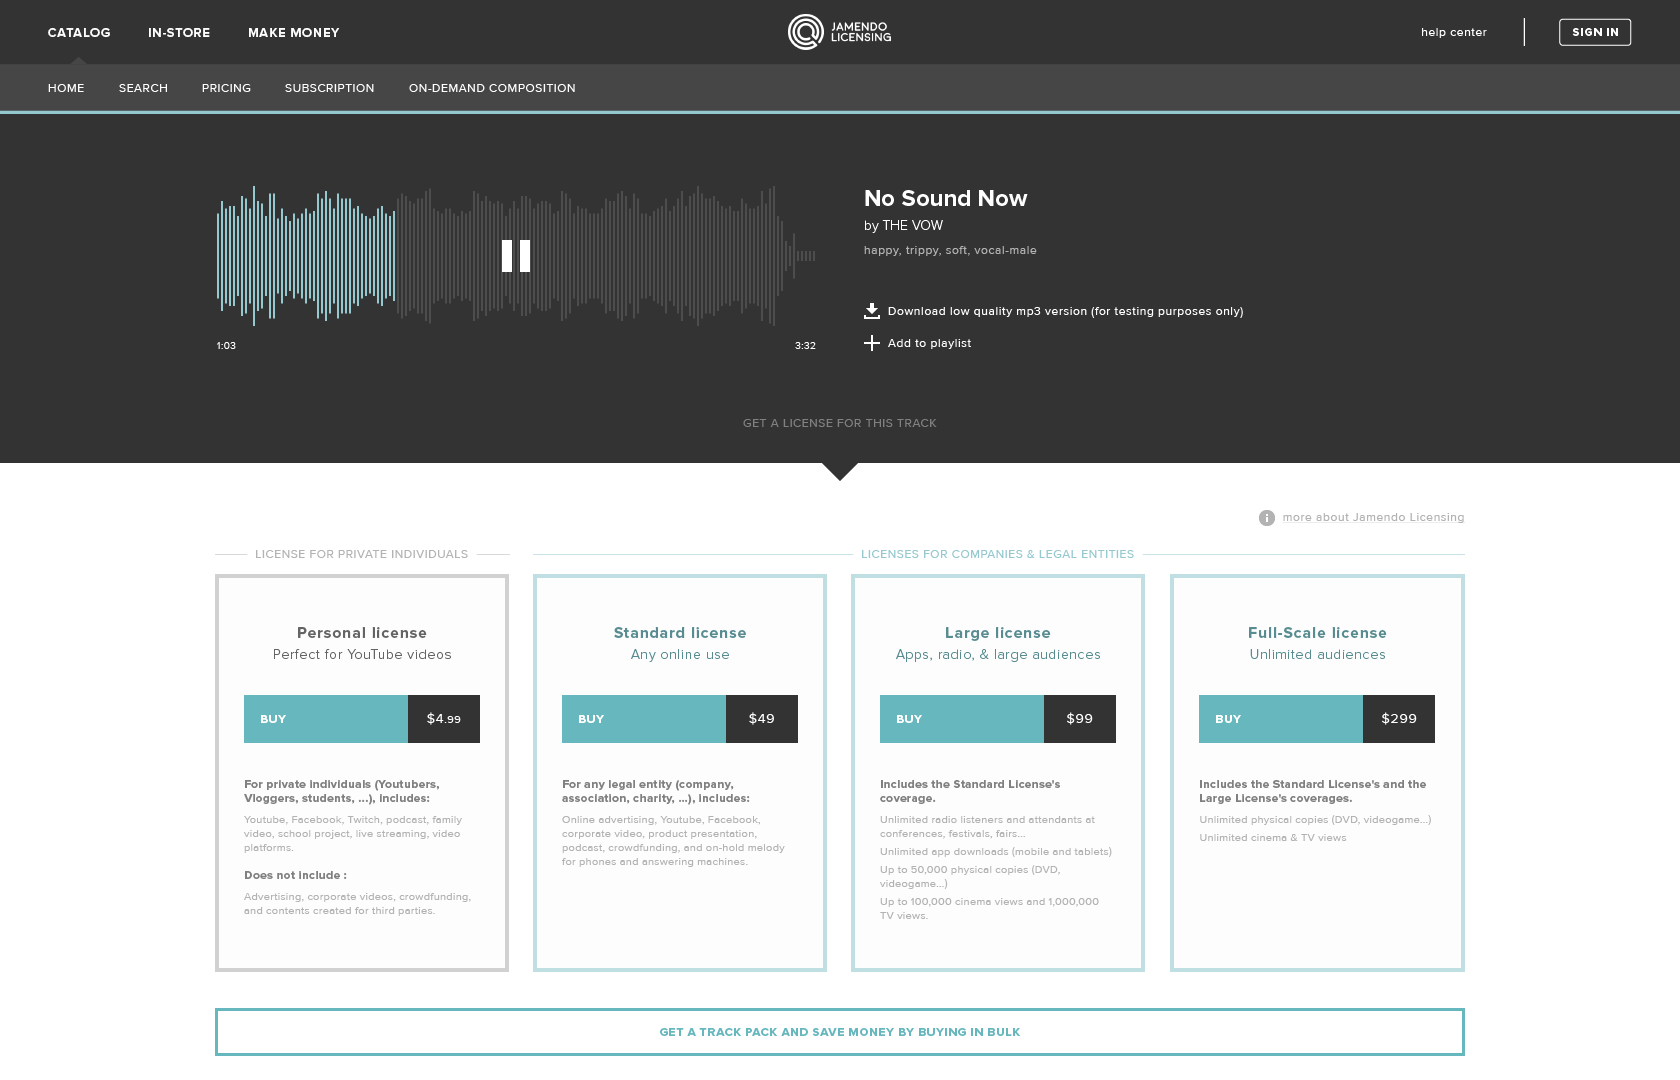 CATALOG
IN-STORE
MAKE MONEY
JAMENDO
LICENSING
help center
SIGN IN
HOME
SEARCH
PRICING
SUBSCRIPTION
ON-DEMAND COMPOSITION
1:03
3:32
No Sound Now
by THE VOW
happy, trippy, soft, vocal-male
Download low quality mp3 version (for testing purposes only)
Add to playlist
GET A LICENSE FOR THIS TRACK
more about Jamendo Licensing
LICENSE FOR PRIVATE INDIVIDUALS
LICENSES FOR COMPANIES & LEGAL ENTITIES
Personal license
Perfect for YouTube videos
BUY
$4.99
For private individuals (Youtubers,
Vloggers, students, ...), includes:
Youtube, Facebook, Twitch, podcast, family
video, school project, live streaming, video
platforms.
Does not include :
Advertising, corporate videos, crowdfunding,
and contents created for third parties.
Standard license
Any online use
BUY
$49
For any legal entity (company,
association, charity, ...), includes:
Online advertising, Youtube, Facebook,
corporate video, product presentation,
podcast, crowdfunding, and on-hold melody
for phones and answering machines.
Large license
Apps, radio, & large audiences
BUY
$99
Includes the Standard License's
coverage.
Unlimited radio listeners and attendants at
conferences, festivals, fairs...
Unlimited app downloads (mobile and tablets)
Up to 50,000 physical copies (DVD,
videogame...)
Up to 100,000 cinema views and 1,000,000
TV views.
Full-Scale license
Unlimited audiences
BUY
$299
Includes the Standard License's and the
Large License's coverages.
Unlimited physical copies (DVD, videogame...)
Unlimited cinema & TV views
GET A TRACK PACK AND SAVE MONEY BY BUYING IN BULK